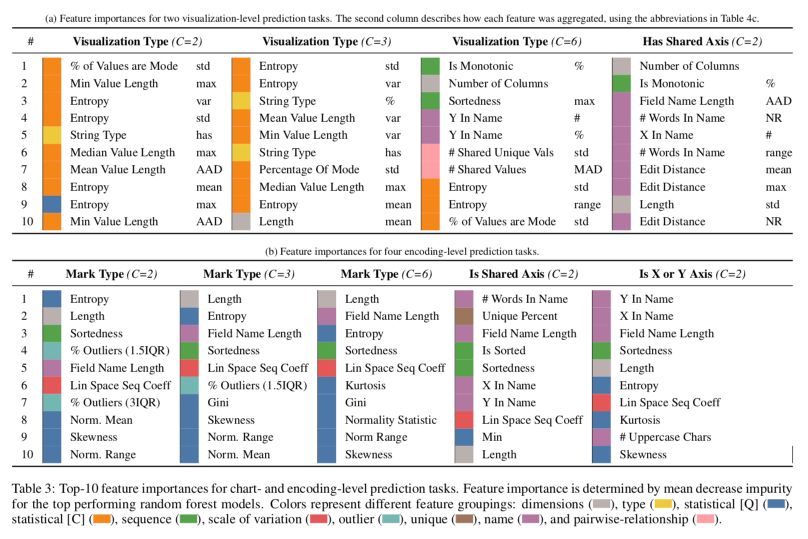 (a) Feature importances for two visualization-level prediction tasks. The second column describes how each feature was aggregated, using the abbreviations in Table 4c.
# Visualization Type (C=2) Visualization Type (C=3) Visualization Type (C=6) Has Shared Axis (C=2)
1 % of Values are Mode std Entropy std Is Monotonic % Number of Columns
2 Min Value Length max Entropy var Number of Columns Is Monotonic %
3 Entropy var String Type % Sortedness max Field Name Length AAD
4 Entropy std Mean Value Length var Y In Name # # Words In Name NR
5 String Type has Min Value Length var Y In Name % X In Name #
6 Median Value Length max String Type has # Shared Unique Vals std # Words In Name range
7 Mean Value Length AAD Percentage Of Mode std # Shared Values MAD Edit Distance mean
8 Entropy mean Median Value Length max Entropy std Edit Distance max
9 Entropy max Entropy mean Entropy range Length std
10 Min Value Length AAD Length mean % of Values are Mode std Edit Distance NR
(b) Feature importances for four encoding-level prediction tasks.
# Mark Type (C=2) Mark Type (C=3) Mark Type (C=6) Is Shared Axis (C=2) Is X or Y Axis (C=2)
1 Entropy Length Length # Words In Name Y In Name
2 Length Entropy Field Name Length Unique Percent X In Name
3 Sortedness Field Name Length Entropy Field Name Length Field Name Length
4 % Outliers (1.5IQR) Sortedness Sortedness Is Sorted Sortedness
5 Field Name Length Lin Space Seq Coeff Lin Space Seq Coeff Sortedness Length
6 Lin Space Seq Coeff % Outliers (1.5IQR) Kurtosis X In Name Entropy
7 % Outliers (3IQR) Gini Gini Y In Name Lin Space Seq Coeff
8 Norm. Mean Skewness Normality Statistic Lin Space Seq Coeff Kurtosis
9 Skewness Norm. Range Norm Range Min # Uppercase Chars
10 Norm. Range Norm. Mean Skewness Length Skewness
Table 3: Top-10 feature importances for chart- and encoding-level prediction tasks. Feature importance is determined by mean decrease impurity
for the top performing random forest models. Colors represent different feature groupings: dimensions ( ), type ( ), statistical [Q] ( ),
statistical [C] ( ), sequence ( ), scale of variation ( ), outlier ( ), unique ( ), name ( ), and pairwise-relationship ( ).